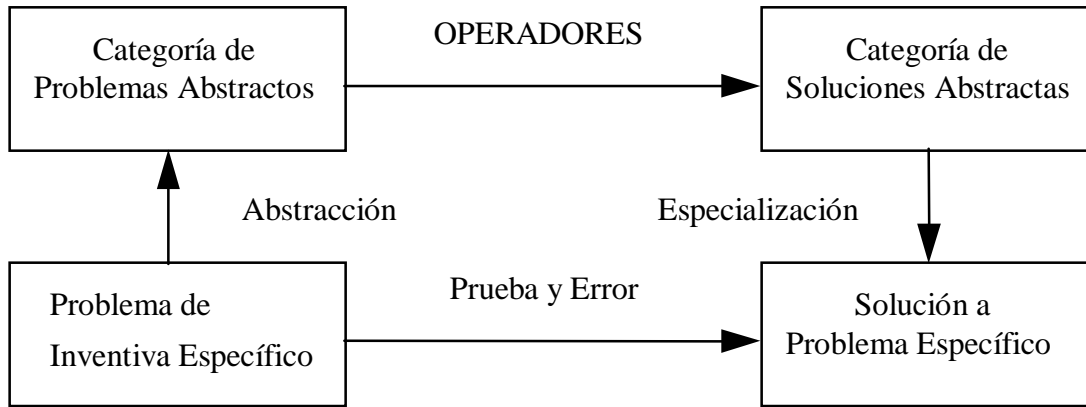 Categoría de
Problemas Abstractos
OPERADORES
Categoría de
Soluciones Abstractas
Abstracción
Especialización
Problema de
Inventiva Específico
Prueba y Error
Solución a
Problema Específico